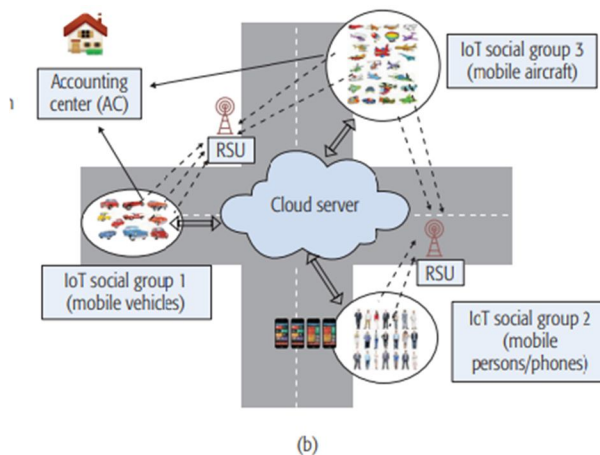 IoT social group 3
(mobile aircraft)
Accounting
center (AC)
RSU
Cloud server
RSU
IoT social group 1
(mobile vehicles)
IoT social group 2
(mobile
persons/phones)
(b)